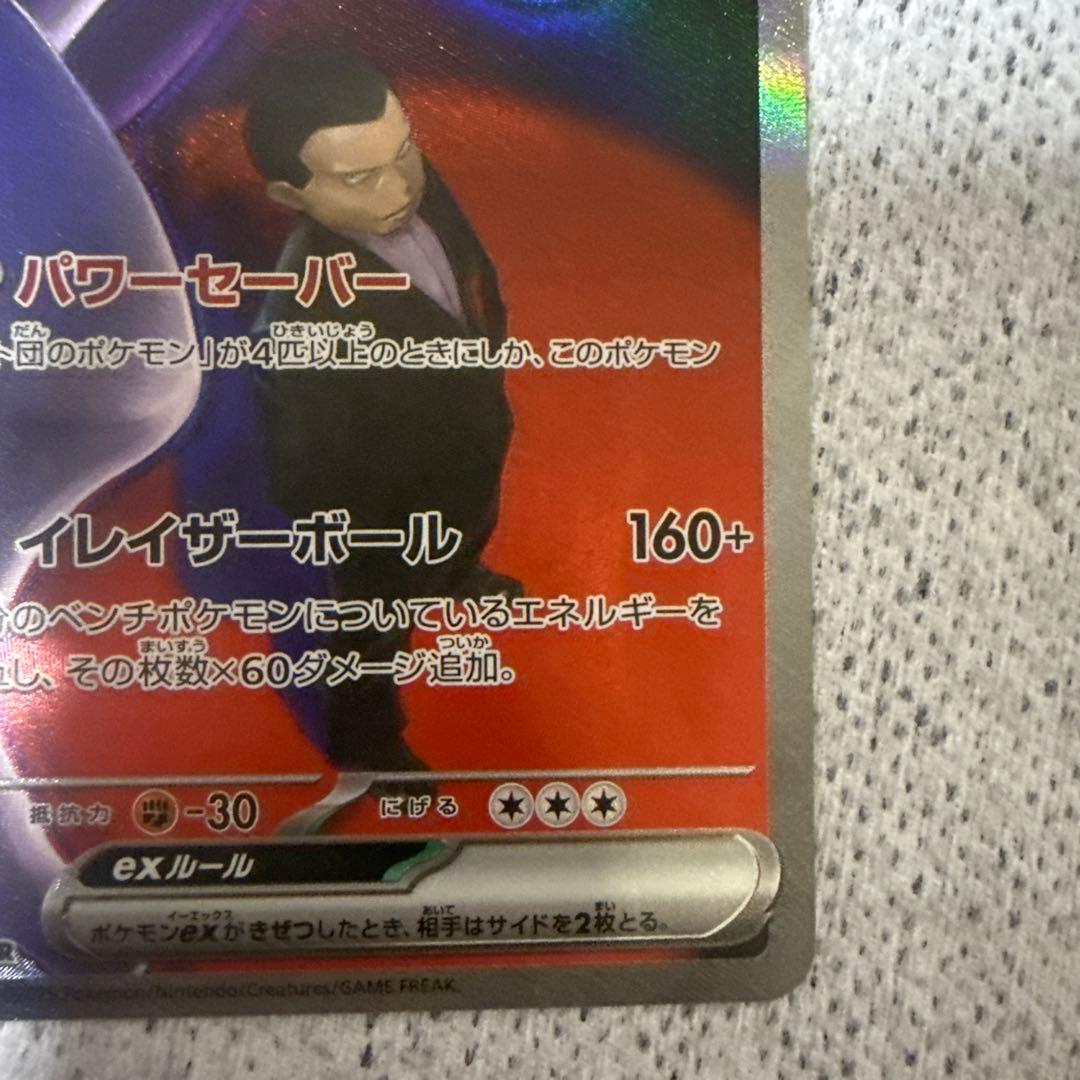 パワーセーバー
だん ひきいじょう
団のポケモン」が4匹以上のときにしか、このポケモン
イレイザーボール 160+
のベンチポケモンについているエネルギーを
まいすう ついか
し、その枚数×60ダメージ追加。
抵抗力 -30 にげる
exルール
イーエックス あいて まい
ポケモンexがきぜつしたとき、相手はサイドを2枚とる。
R
2025 Pokémon/Nintendo/Creatures/GAME FREAK.